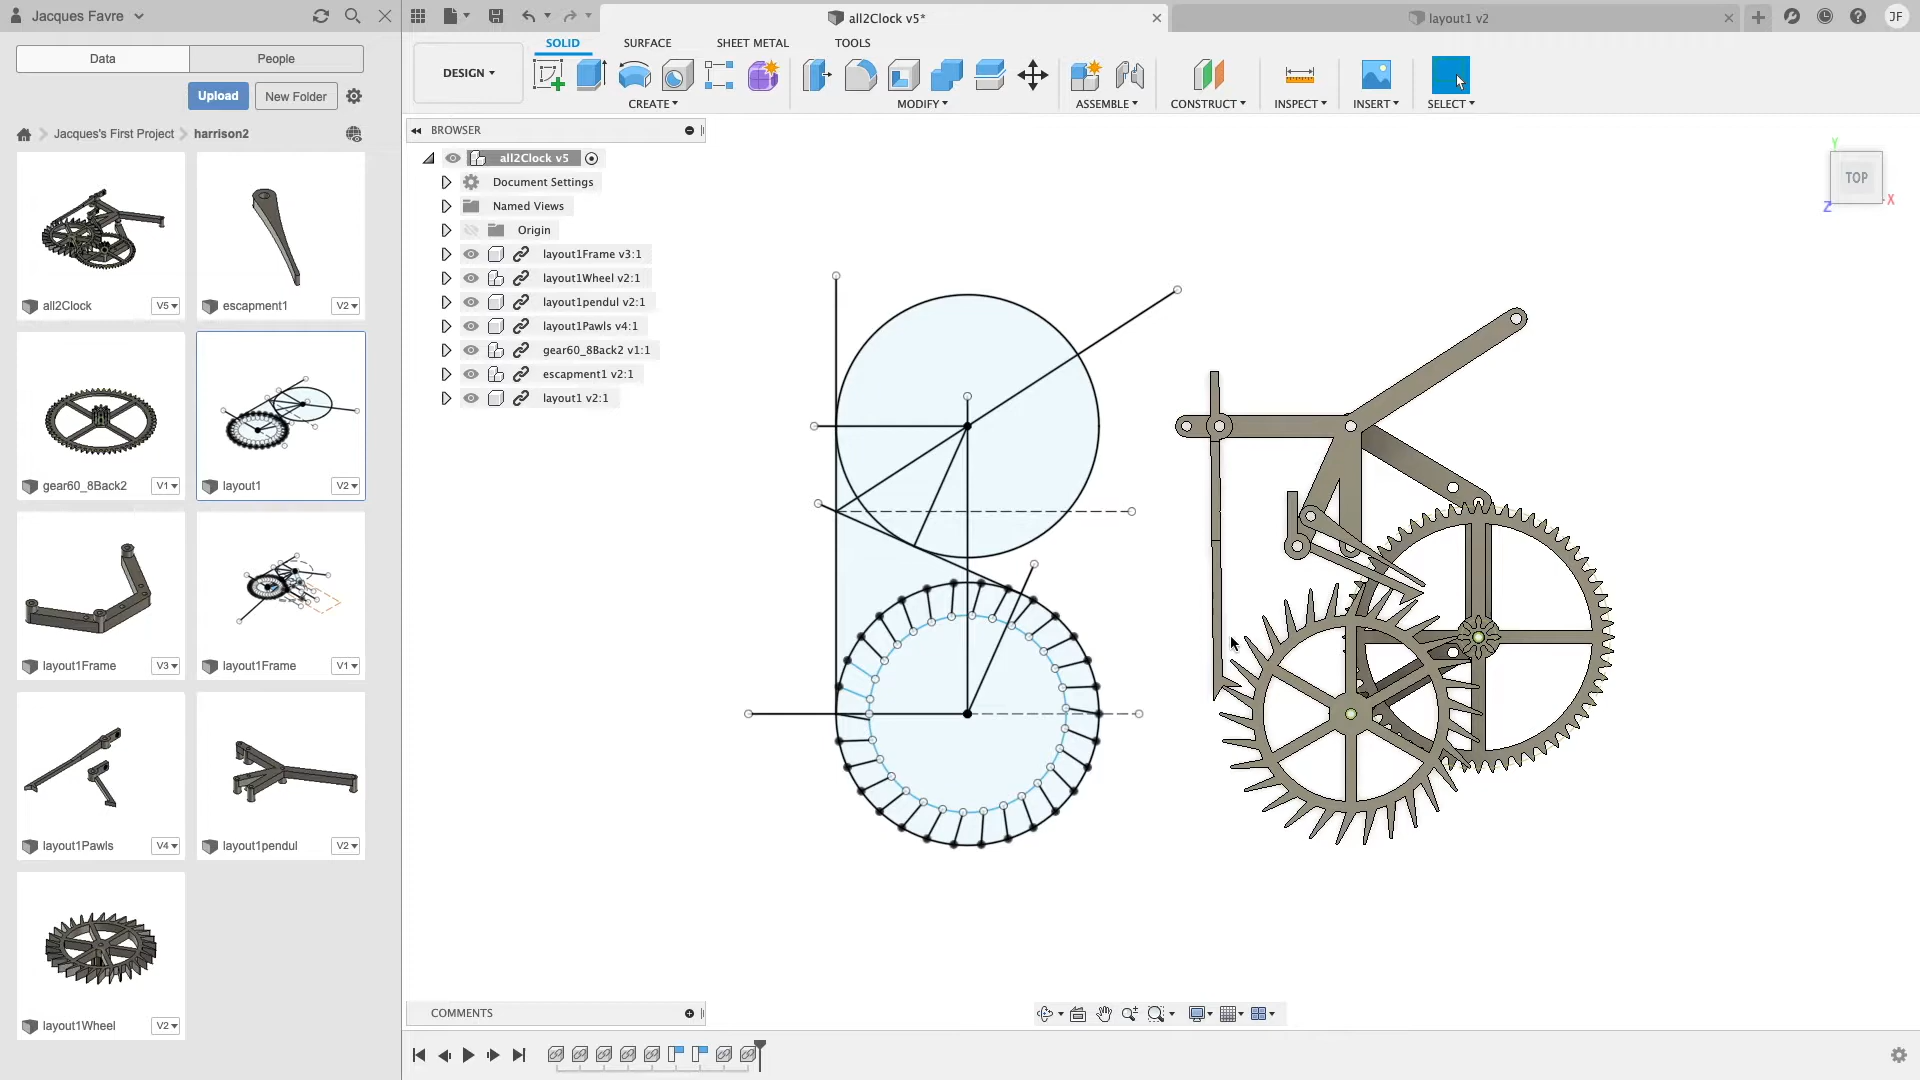 Jacques Favre
all2Clock v5*
layout1 v2
JF
Data
People
SOLID
SURFACE
SHEET METAL
TOOLS
DESIGN
Upload
New Folder
CREATE
MODIFY
ASSEMBLE
CONSTRUCT
INSPECT
INSERT
SELECT
Jacques's First Project
harrison2
BROWSER
all2Clock v5
Document Settings
Named Views
Origin
layout1Frame v3:1
layout1Wheel v2:1
layout1pendul v2:1
layout1Pawls v4:1
gear60_8Back2 v1:1
escapment1 v2:1
layout1 v2:1
Y
TOP
X
Z
all2Clock
V5
escapment1
V2
gear60_8Back2
V1
layout1
V2
layout1Frame
V3
layout1Frame
V1
layout1Pawls
V4
layout1pendul
V2
layout1Wheel
V2
COMMENTS